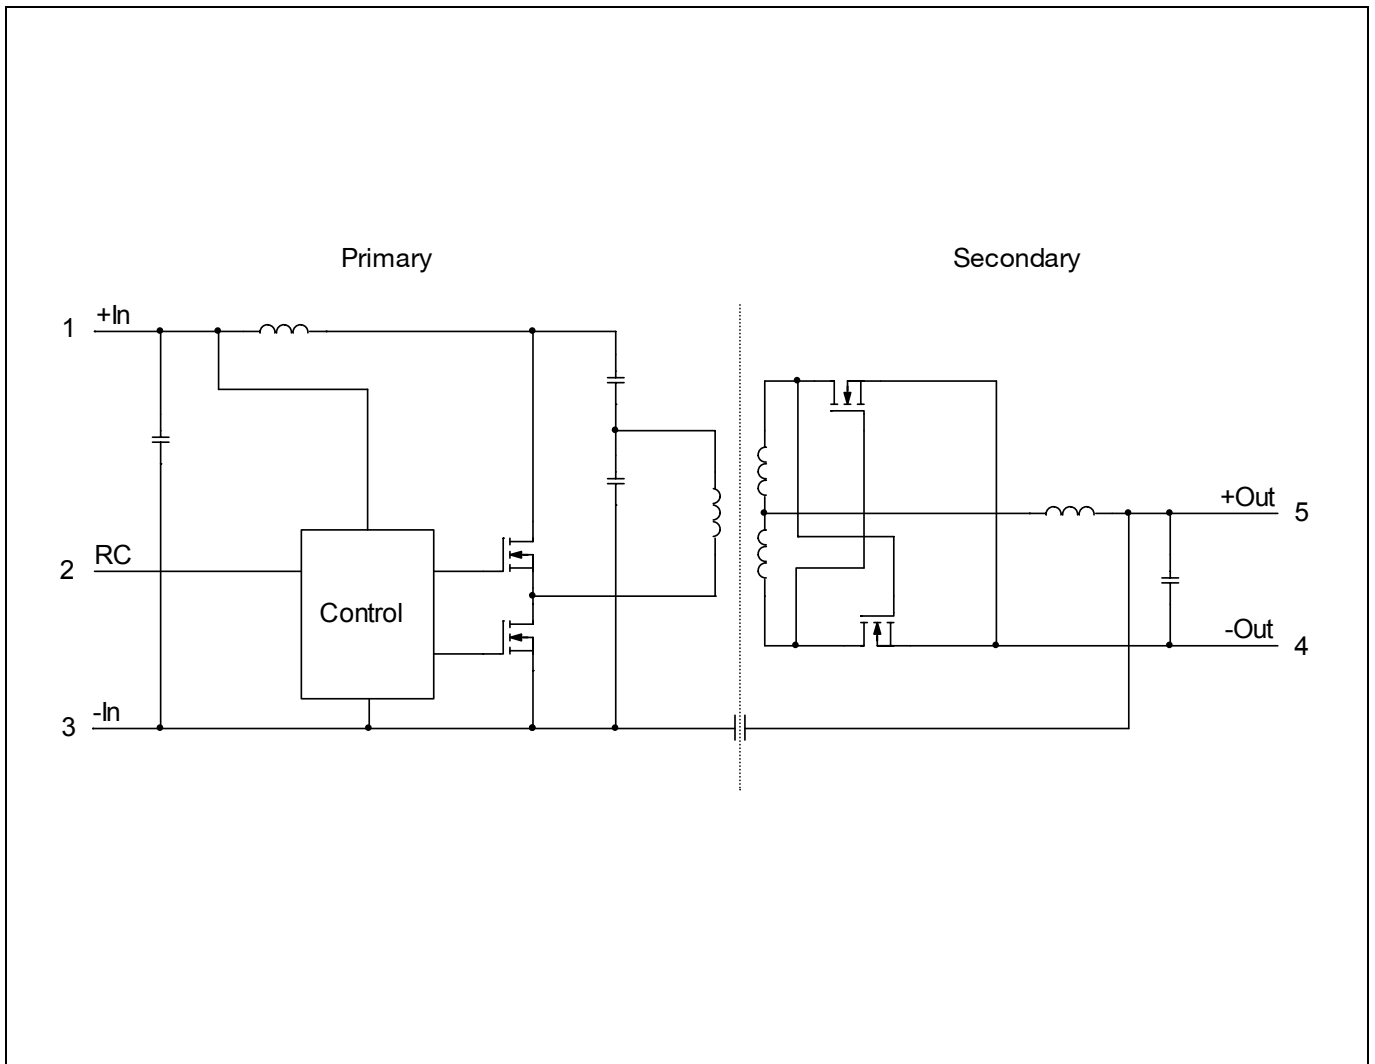 Primary
Secondary
1 +In
2 RC
Control
3 -In
+Out 5
-Out 4